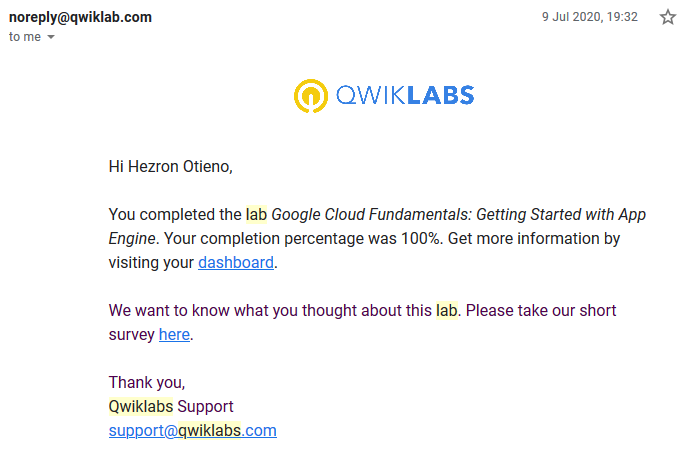 noreply@qwiklab.com
9 Jul 2020, 19:32
to me
QWIKLABS
Hi Hezron Otieno,
You completed the lab Google Cloud Fundamentals: Getting Started with App
Engine. Your completion percentage was 100%. Get more information by
visiting your dashboard.
We want to know what you thought about this lab. Please take our short
survey here.
Thank you,
Qwiklabs Support
support@qwiklabs.com